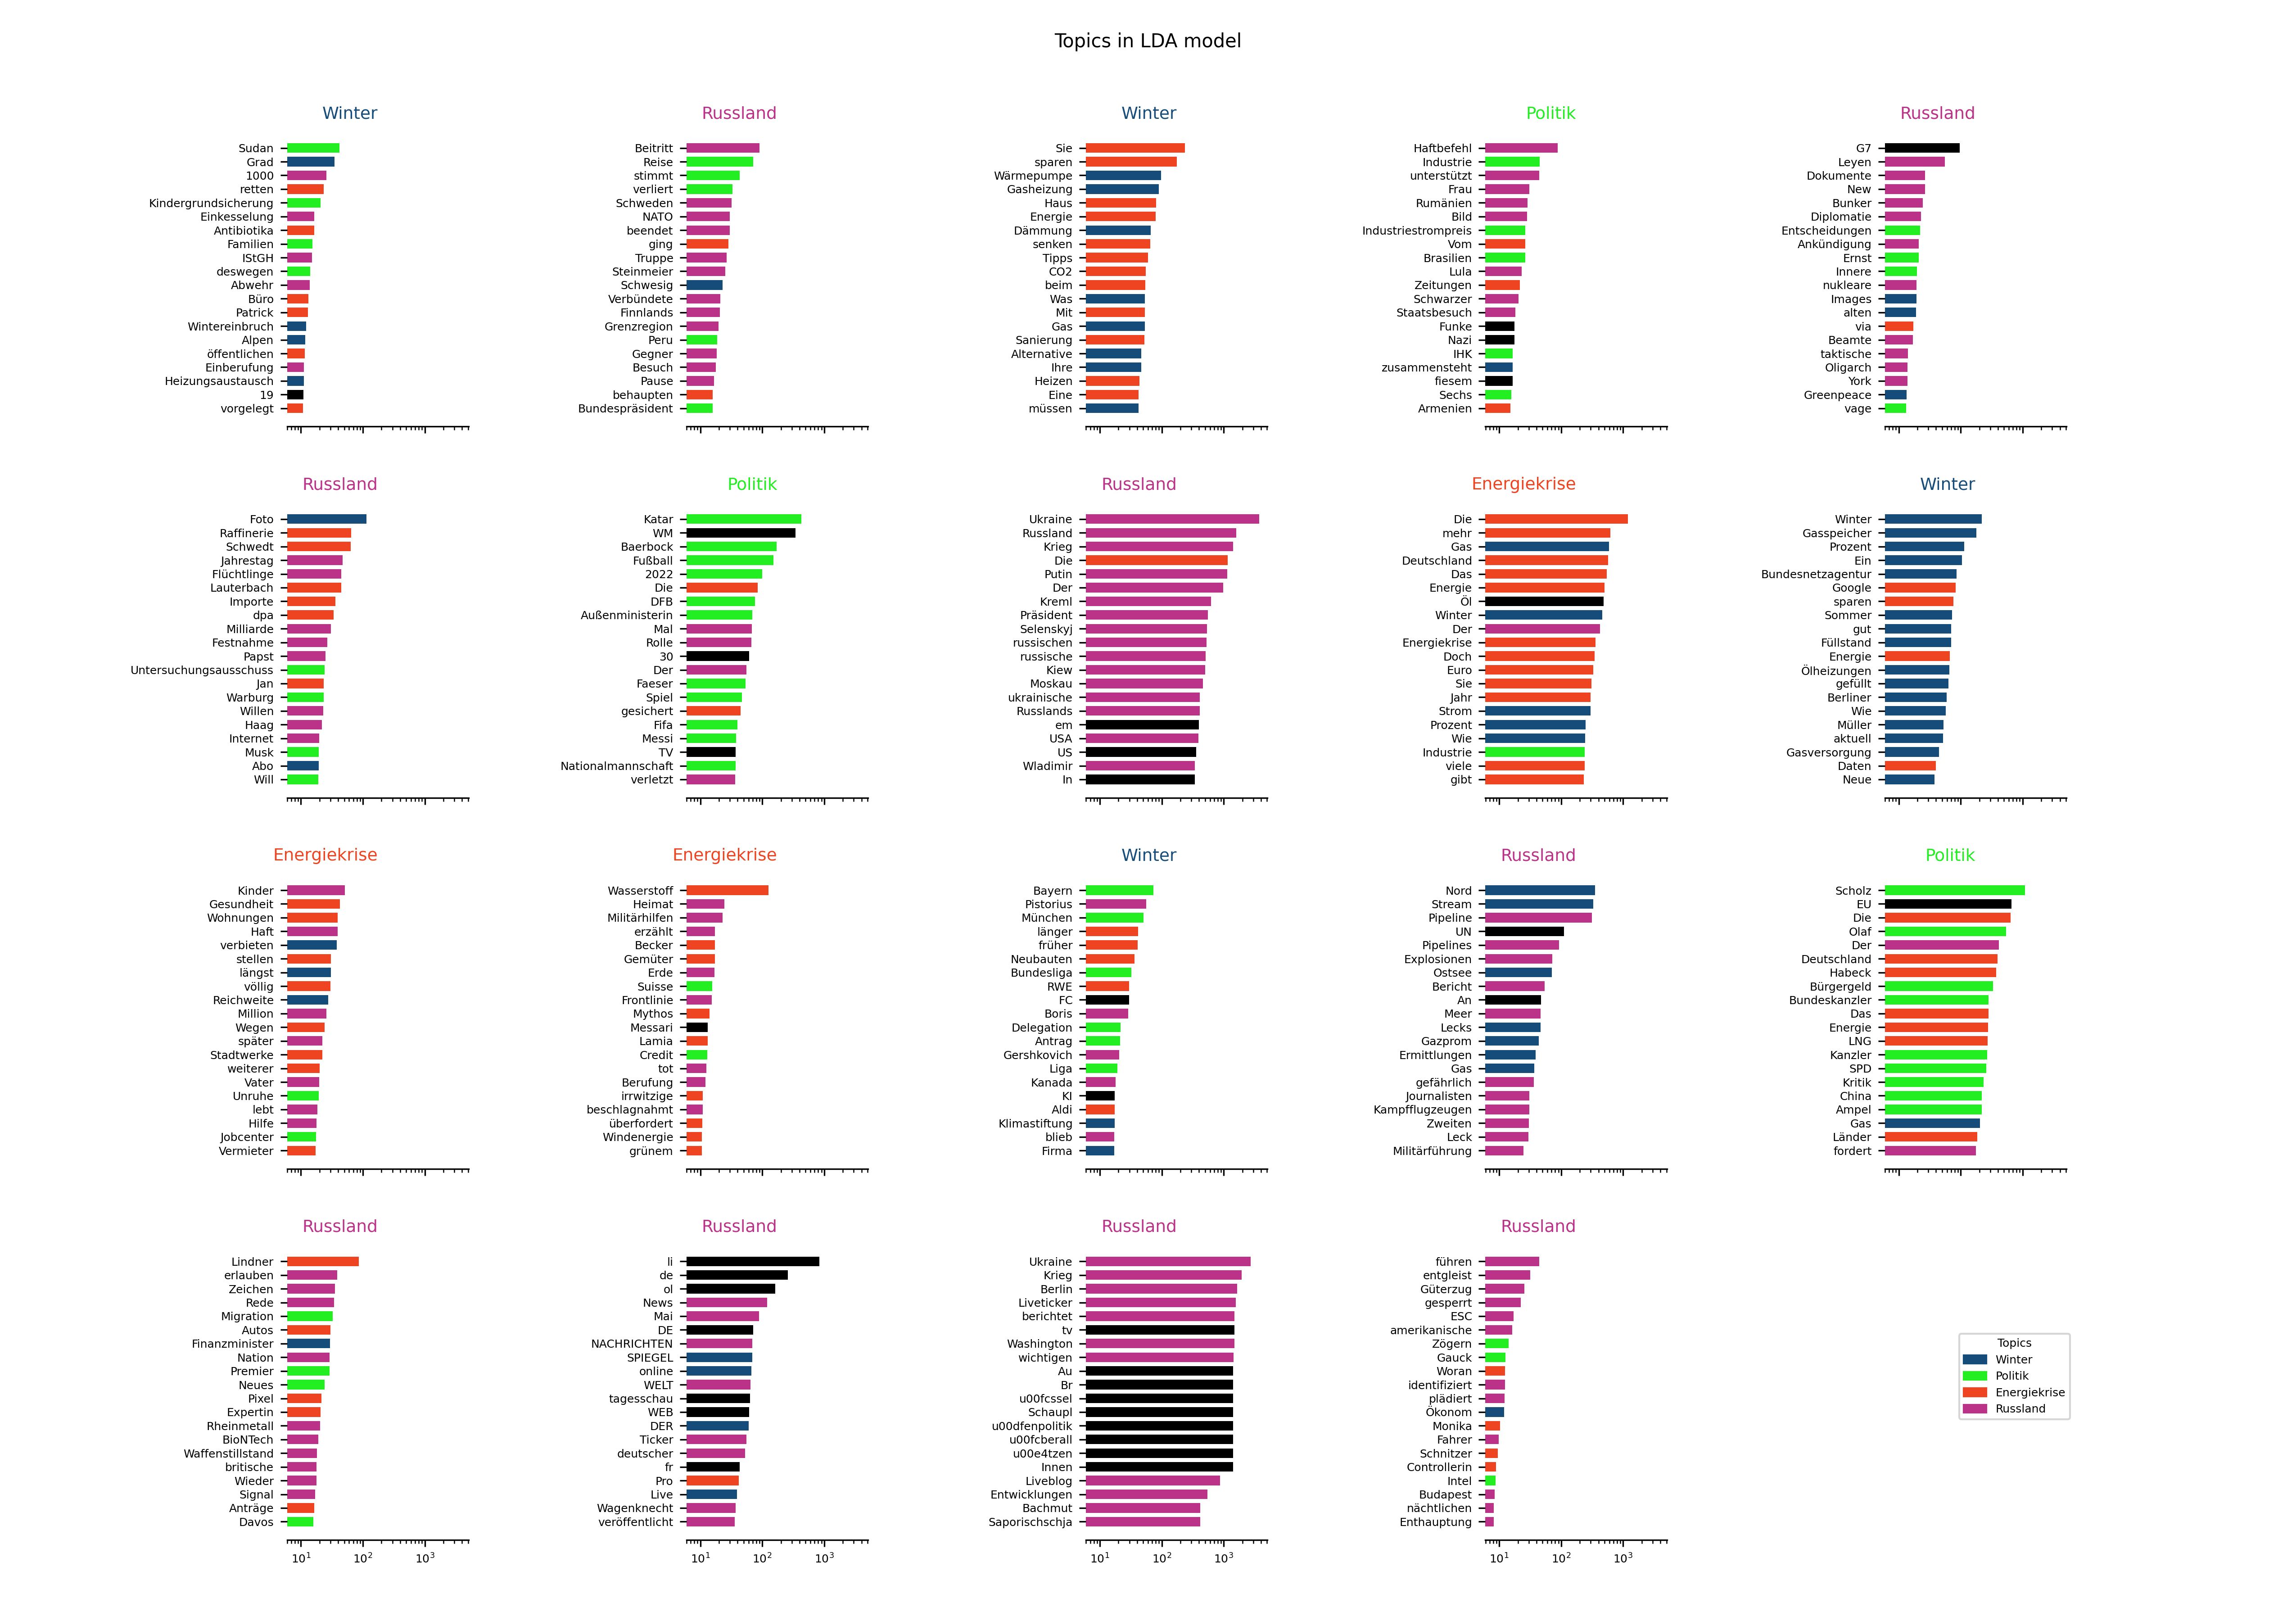 Topics in LDA model
Winter
Sudan
Grad
1000
retten
Kindergrundsicherung
Einkesselung
Antibiotika
Familien
IStGH
deswegen
Abwehr
Büro
Patrick
Wintereinbruch
Alpen
öffentlichen
Einberufung
Heizungsaustausch
19
vorgelegt
Russland
Beitritt
Reise
stimmt
verliert
Schweden
NATO
beendet
ging
Truppe
Steinmeier
Schwesig
Verbündete
Finnlands
Grenzregion
Peru
Gegner
Besuch
Pause
behaupten
Bundespräsident
Winter
Sie
sparen
Wärmepumpe
Gasheizung
Haus
Energie
Dämmung
senken
Tipps
CO2
beim
Was
Mit
Gas
Sanierung
Alternative
Ihre
Heizen
Eine
müssen
Politik
Haftbefehl
Industrie
unterstützt
Frau
Rumänien
Bild
Industriestrompreis
Vom
Brasilien
Lula
Zeitungen
Schwarzer
Staatsbesuch
Funke
Nazi
IHK
zusammensteht
fiesem
Sechs
Armenien
Russland
G7
Leyen
Dokumente
New
Bunker
Diplomatie
Entscheidungen
Ankündigung
Ernst
Innere
nukleare
Images
alten
via
Beamte
taktische
Oligarch
York
Greenpeace
vage
Russland
Foto
Raffinerie
Schwedt
Jahrestag
Flüchtlinge
Lauterbach
Importe
dpa
Milliarde
Festnahme
Papst
Untersuchungsausschuss
Jan
Warburg
Willen
Haag
Internet
Musk
Abo
Will
Politik
Katar
WM
Baerbock
Fußball
2022
Die
DFB
Außenministerin
Mal
Rolle
30
Der
Faeser
Spiel
gesichert
Fifa
Messi
TV
Nationalmannschaft
verletzt
Russland
Ukraine
Russland
Krieg
Die
Putin
Der
Kreml
Präsident
Selenskyj
russischen
russische
Kiew
Moskau
ukrainische
Russlands
em
USA
US
Wladimir
In
Energiekrise
Die
mehr
Gas
Deutschland
Das
Energie
Öl
Winter
Der
Energiekrise
Doch
Euro
Sie
Jahr
Strom
Prozent
Wie
Industrie
viele
gibt
Winter
Winter
Gasspeicher
Prozent
Ein
Bundesnetzagentur
Google
sparen
Sommer
gut
Füllstand
Energie
Ölheizungen
gefüllt
Berliner
Wie
Müller
aktuell
Gasversorgung
Daten
Neue
Energiekrise
Kinder
Gesundheit
Wohnungen
Haft
verbieten
stellen
längst
völlig
Reichweite
Million
Wegen
später
Stadtwerke
weiterer
Vater
Unruhe
lebt
Hilfe
Jobcenter
Vermieter
Energiekrise
Wasserstoff
Heimat
Militärhilfen
erzählt
Becker
Gemüter
Erde
Suisse
Frontlinie
Mythos
Messari
Lamia
Credit
tot
Berufung
irrwitzige
beschlagnahmt
überfordert
Windenergie
grünem
Winter
Bayern
Pistorius
München
länger
früher
Neubauten
Bundesliga
RWE
FC
Boris
Delegation
Antrag
Gershkovich
Liga
Kanada
KI
Aldi
Klimastiftung
blieb
Firma
Russland
Nord
Stream
Pipeline
UN
Pipelines
Explosionen
Ostsee
Bericht
An
Meer
Lecks
Gazprom
Ermittlungen
Gas
gefährlich
Journalisten
Kampfflugzeugen
Zweiten
Leck
Militärführung
Politik
Scholz
EU
Die
Olaf
Der
Deutschland
Habeck
Bürgergeld
Bundeskanzler
Das
Energie
LNG
Kanzler
SPD
Kritik
China
Ampel
Gas
Länder
fordert
Russland
Lindner
erlauben
Zeichen
Rede
Migration
Autos
Finanzminister
Nation
Premier
Neues
Pixel
Expertin
Rheinmetall
BioNTech
Waffenstillstand
britische
Wieder
Signal
Anträge
Davos
10¹ 10² 10³
Russland
li
de
ol
News
Mai
DE
NACHRICHTEN
SPIEGEL
online
WELT
tagesschau
WEB
DER
Ticker
deutscher
fr
Pro
Live
Wagenknecht
veröffentlicht
10¹ 10² 10³
Russland
Ukraine
Krieg
Berlin
Liveticker
berichtet
tv
Washington
wichtigen
Au
Br
u00fcssel
Schaupl
u00dfenpolitik
u00fcberall
u00e4tzen
Innen
Liveblog
Entwicklungen
Bachmut
Saporischschja
10¹ 10² 10³
Russland
führen
entgleist
Güterzug
gesperrt
ESC
amerikanische
Zögern
Gauck
Woran
identifiziert
plädiert
Ökonom
Monika
Fahrer
Schnitzer
Controllerin
Intel
Budapest
nächtlichen
Enthauptung
10¹ 10² 10³
Topics
Winter
Politik
Energiekrise
Russland